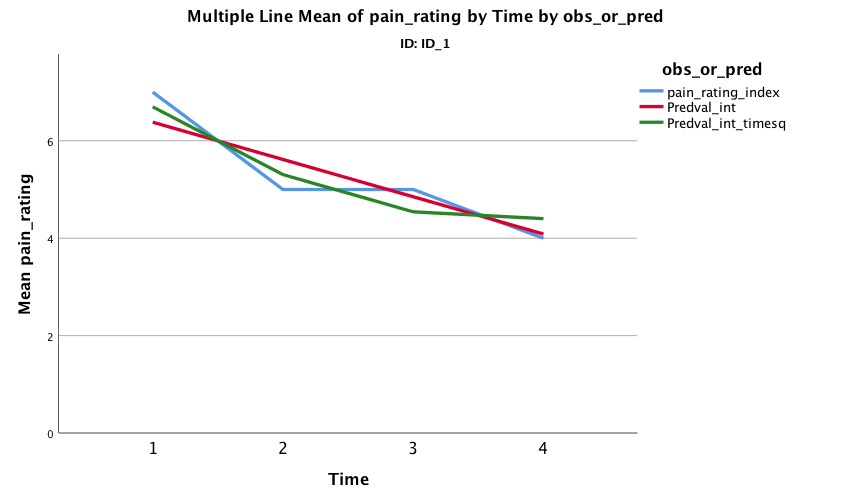 Multiple Line Mean of pain_rating by Time by obs_or_pred
ID: ID_1
obs_or_pred
pain_rating_index
Predval_int
Predval_int_timesq
Mean pain_rating
6
4
2
0
1 2 3 4
Time